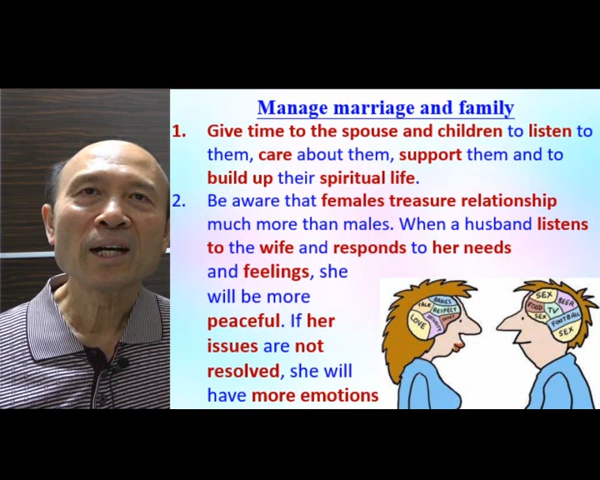 Manage marriage and family
1. Give time to the spouse and children to listen to
them, care about them, support them and to
build up their spiritual life.
2. Be aware that females treasure relationship
much more than males. When a husband listens
to the wife and responds to her needs
and feelings, she
will be more
peaceful. If her
issues are not
resolved, she will
have more emotions
BABIES
TALK
RESPECT
LOVE
SEX
BEER
FOOD
TV
SEX
FOOTBALL
SEX